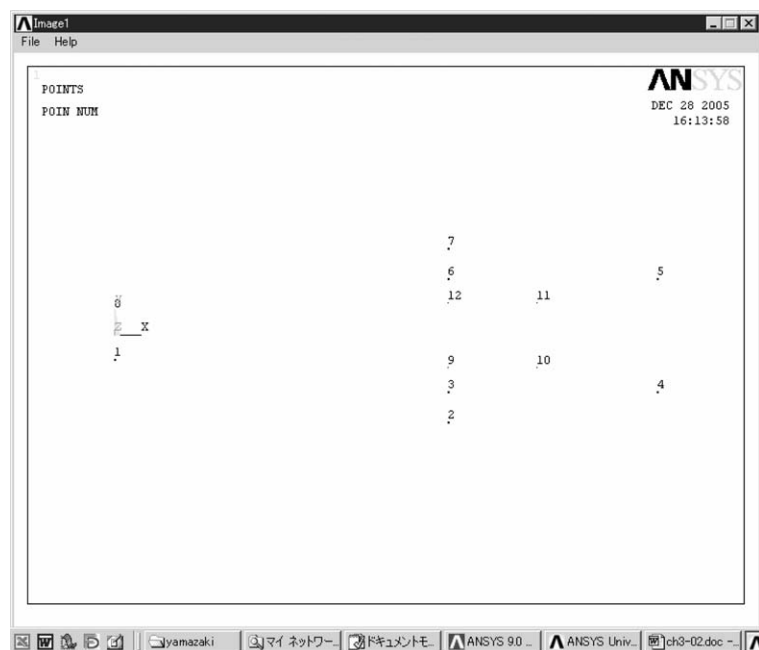 Image1
File Help
1
POINTS
POIN NUM
ANSYS
DEC 28 2005
16:13:58
7
6
5
12
11
8
Z X
1
9
10
3
4
2
yamazaki
マイ ネットワー...
ドキュメントモ...
ANSYS 9.0 ...
ANSYS Univ...
ch3-02.doc - ...